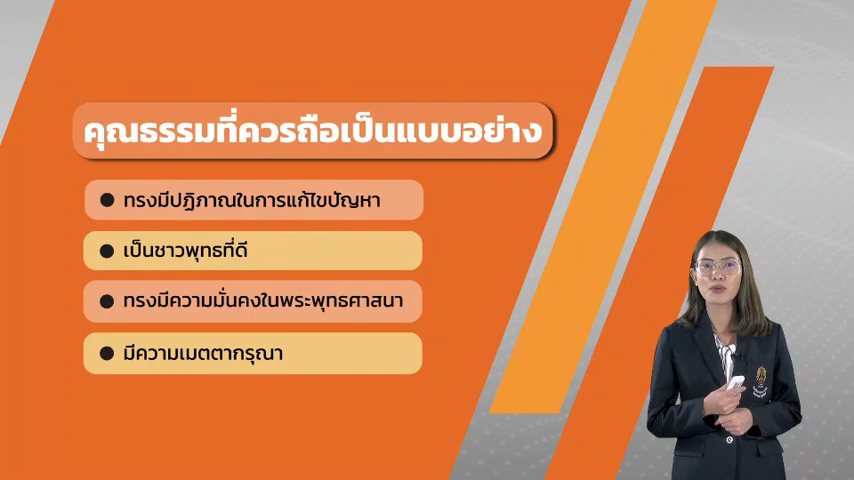 คุณธรรมที่ควรถือเป็นแบบอย่าง
● ทรงมีปฏิภาณในการแก้ไขปัญหา
● เป็นชาวพุทธที่ดี
● ทรงมีความมั่นคงในพระพุทธศาสนา
● มีความเมตตากรุณา